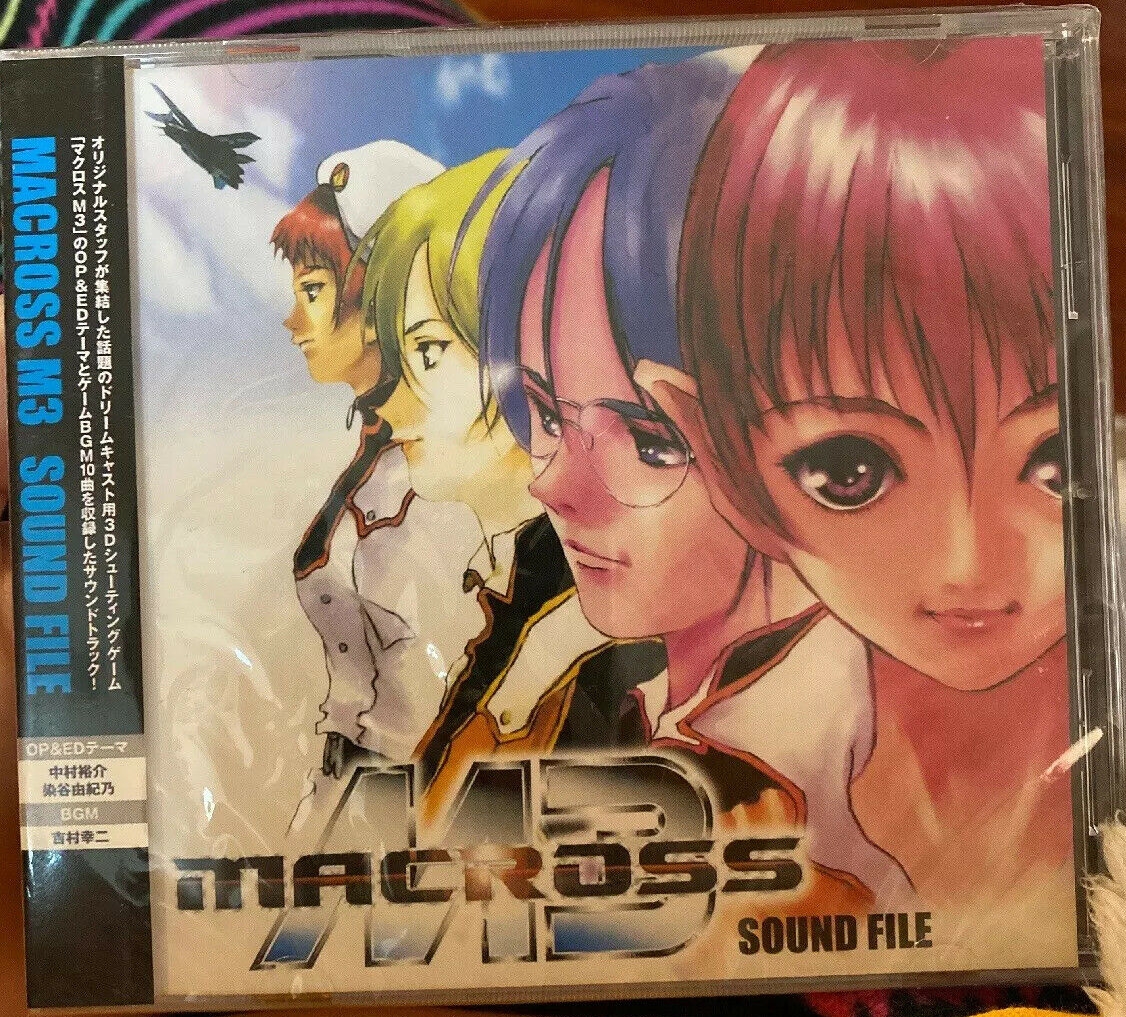 オリジナルスタッフが集結した話題のドリームキャスト用3Dシューティングゲーム
「マクロスM3」のOP&EDテーマとゲームBGM10曲を収録したサウンドトラック!
MACROSS M3 SOUND FILE
OP&EDテーマ
中村裕介
染谷由紀乃
BGM
吉村幸二
M3
MACROSS
SOUND FILE